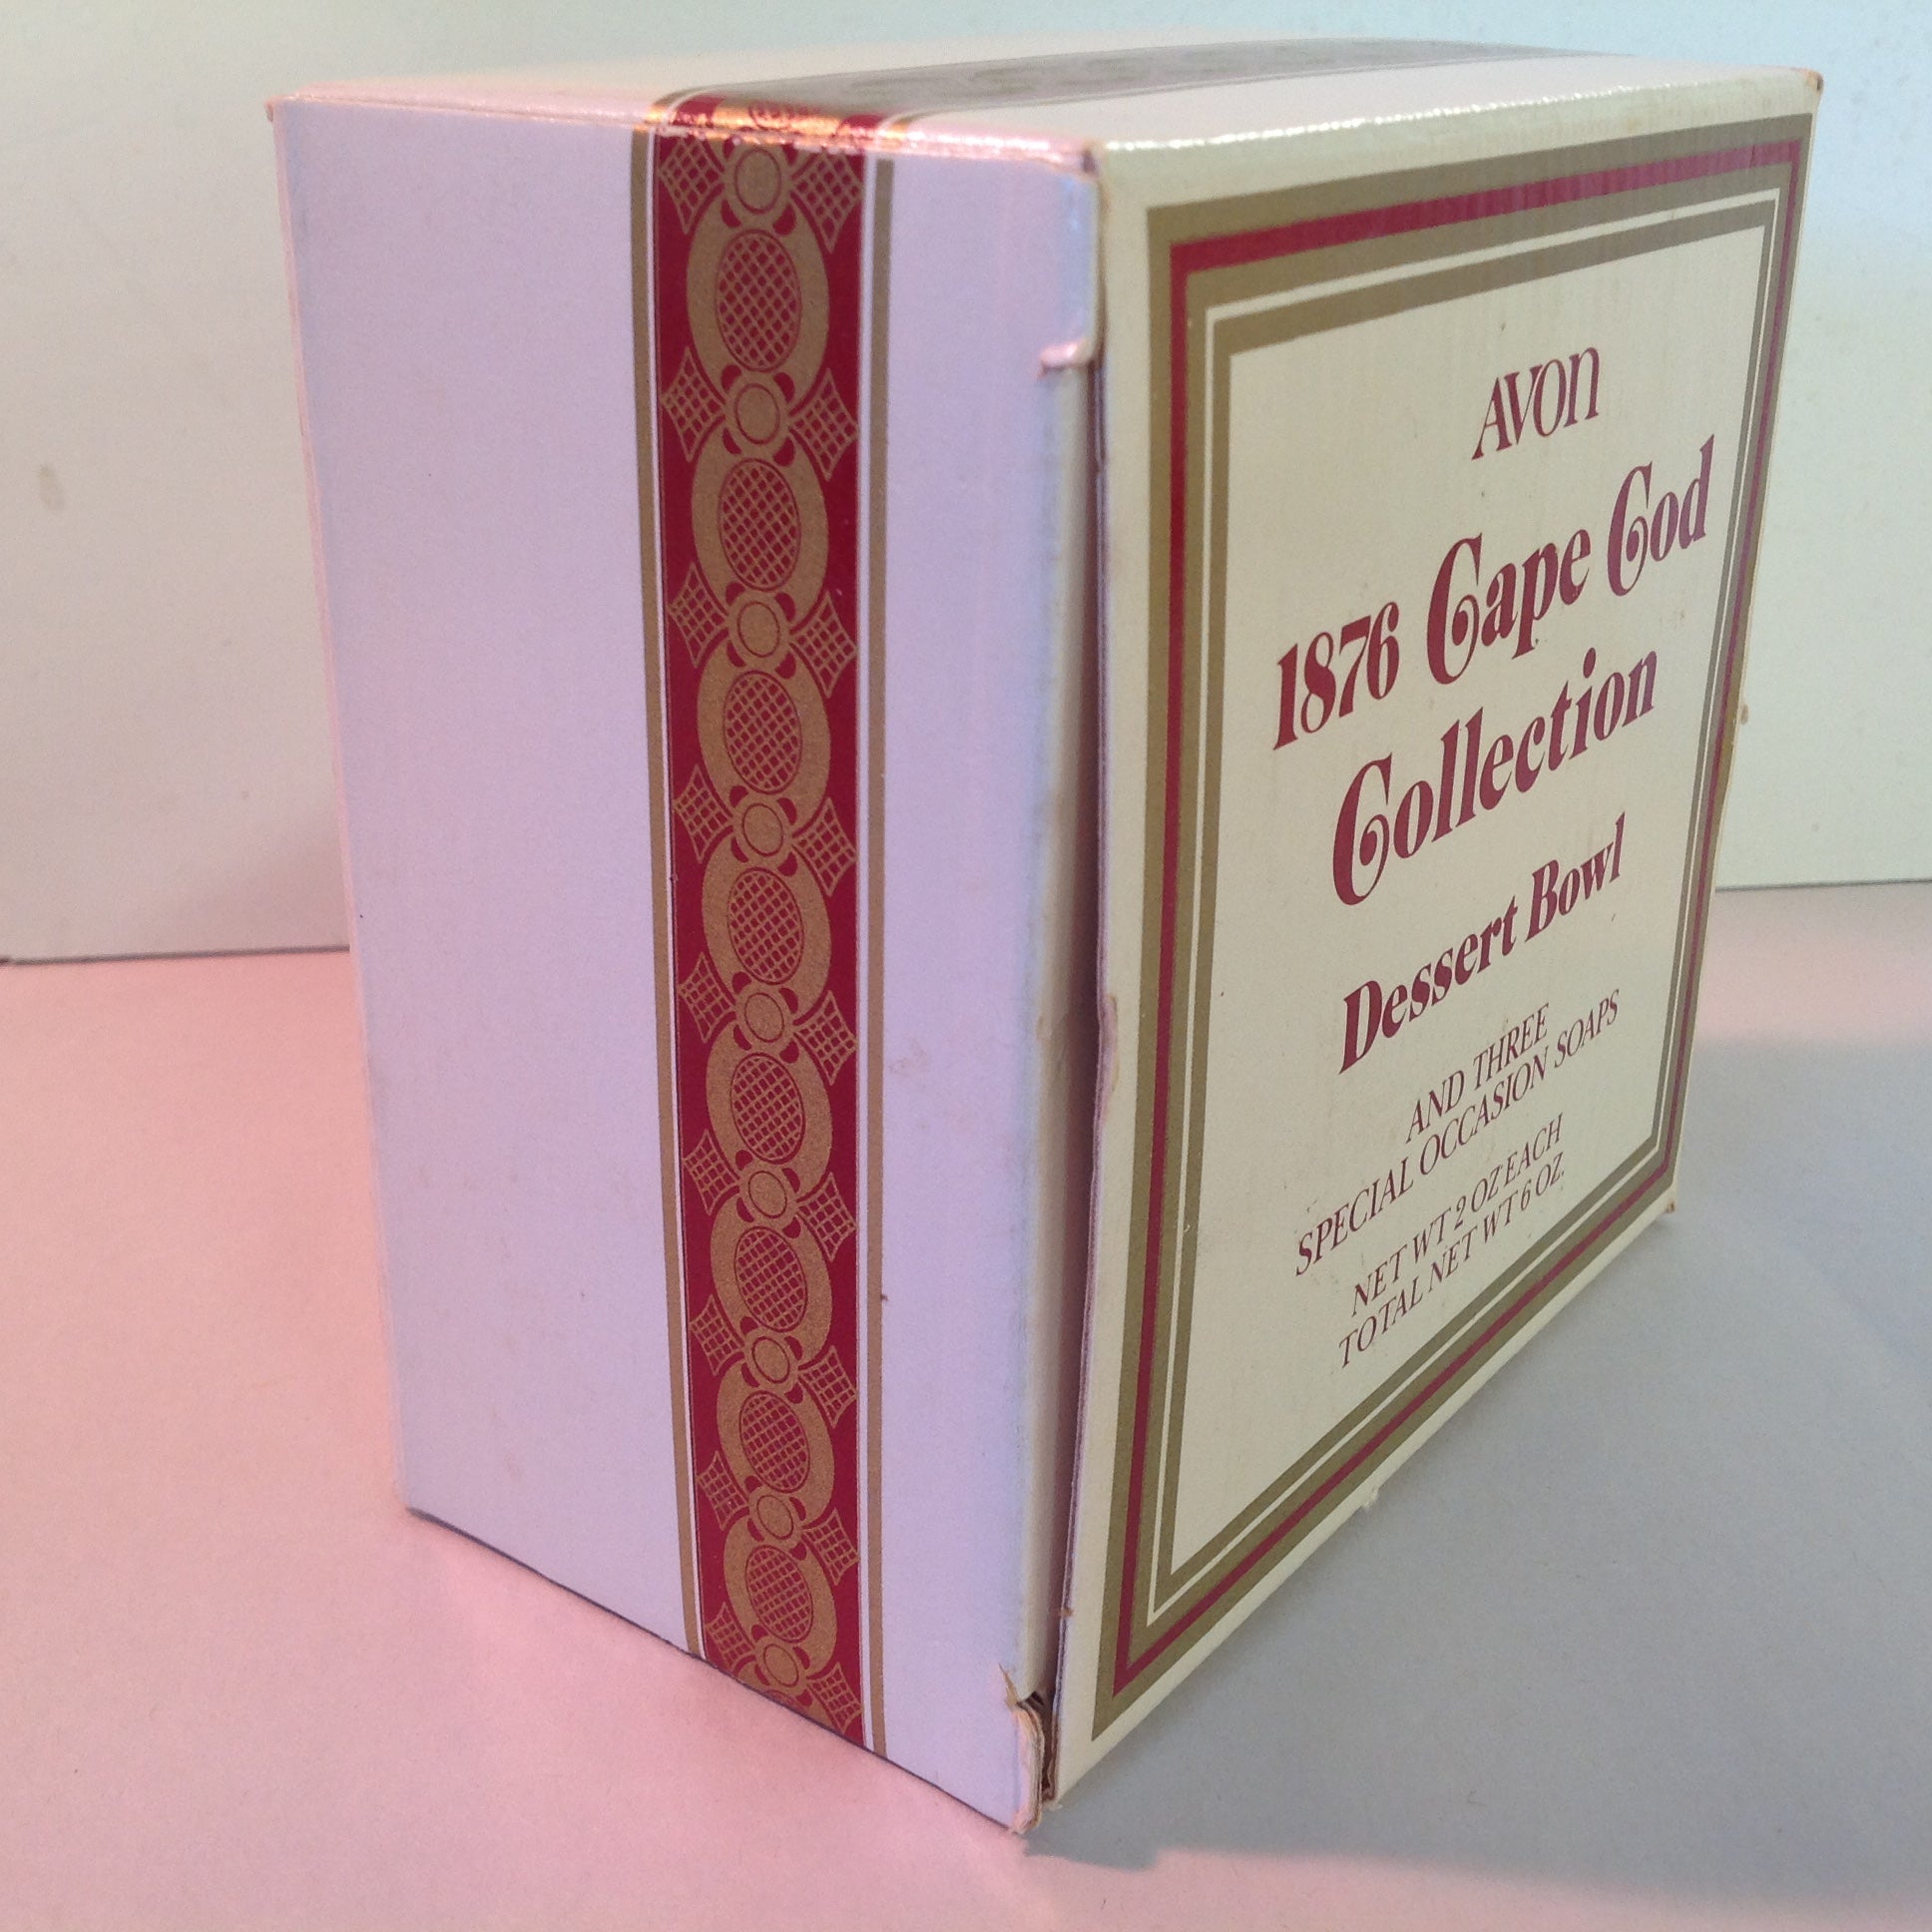 AVON
1876 Cape Cod
Collection
Dessert Bowl
AND THREE
SPECIAL OCCASION SOAPS
NET WT 2 OZ EACH
TOTAL NET WT 6 OZ.